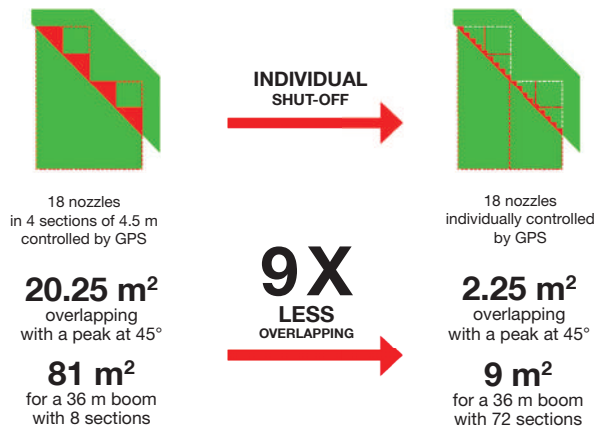 INDIVIDUAL
SHUT-OFF
18 nozzles
in 4 sections of 4.5 m
controlled by GPS
18 nozzles
individually controlled
by GPS
20.25 m²
overlapping
with a peak at 45°
9X
LESS
OVERLAPPING
2.25 m²
overlapping
with a peak at 45°
81 m²
for a 36 m boom
with 8 sections
9 m²
for a 36 m boom
with 72 sections